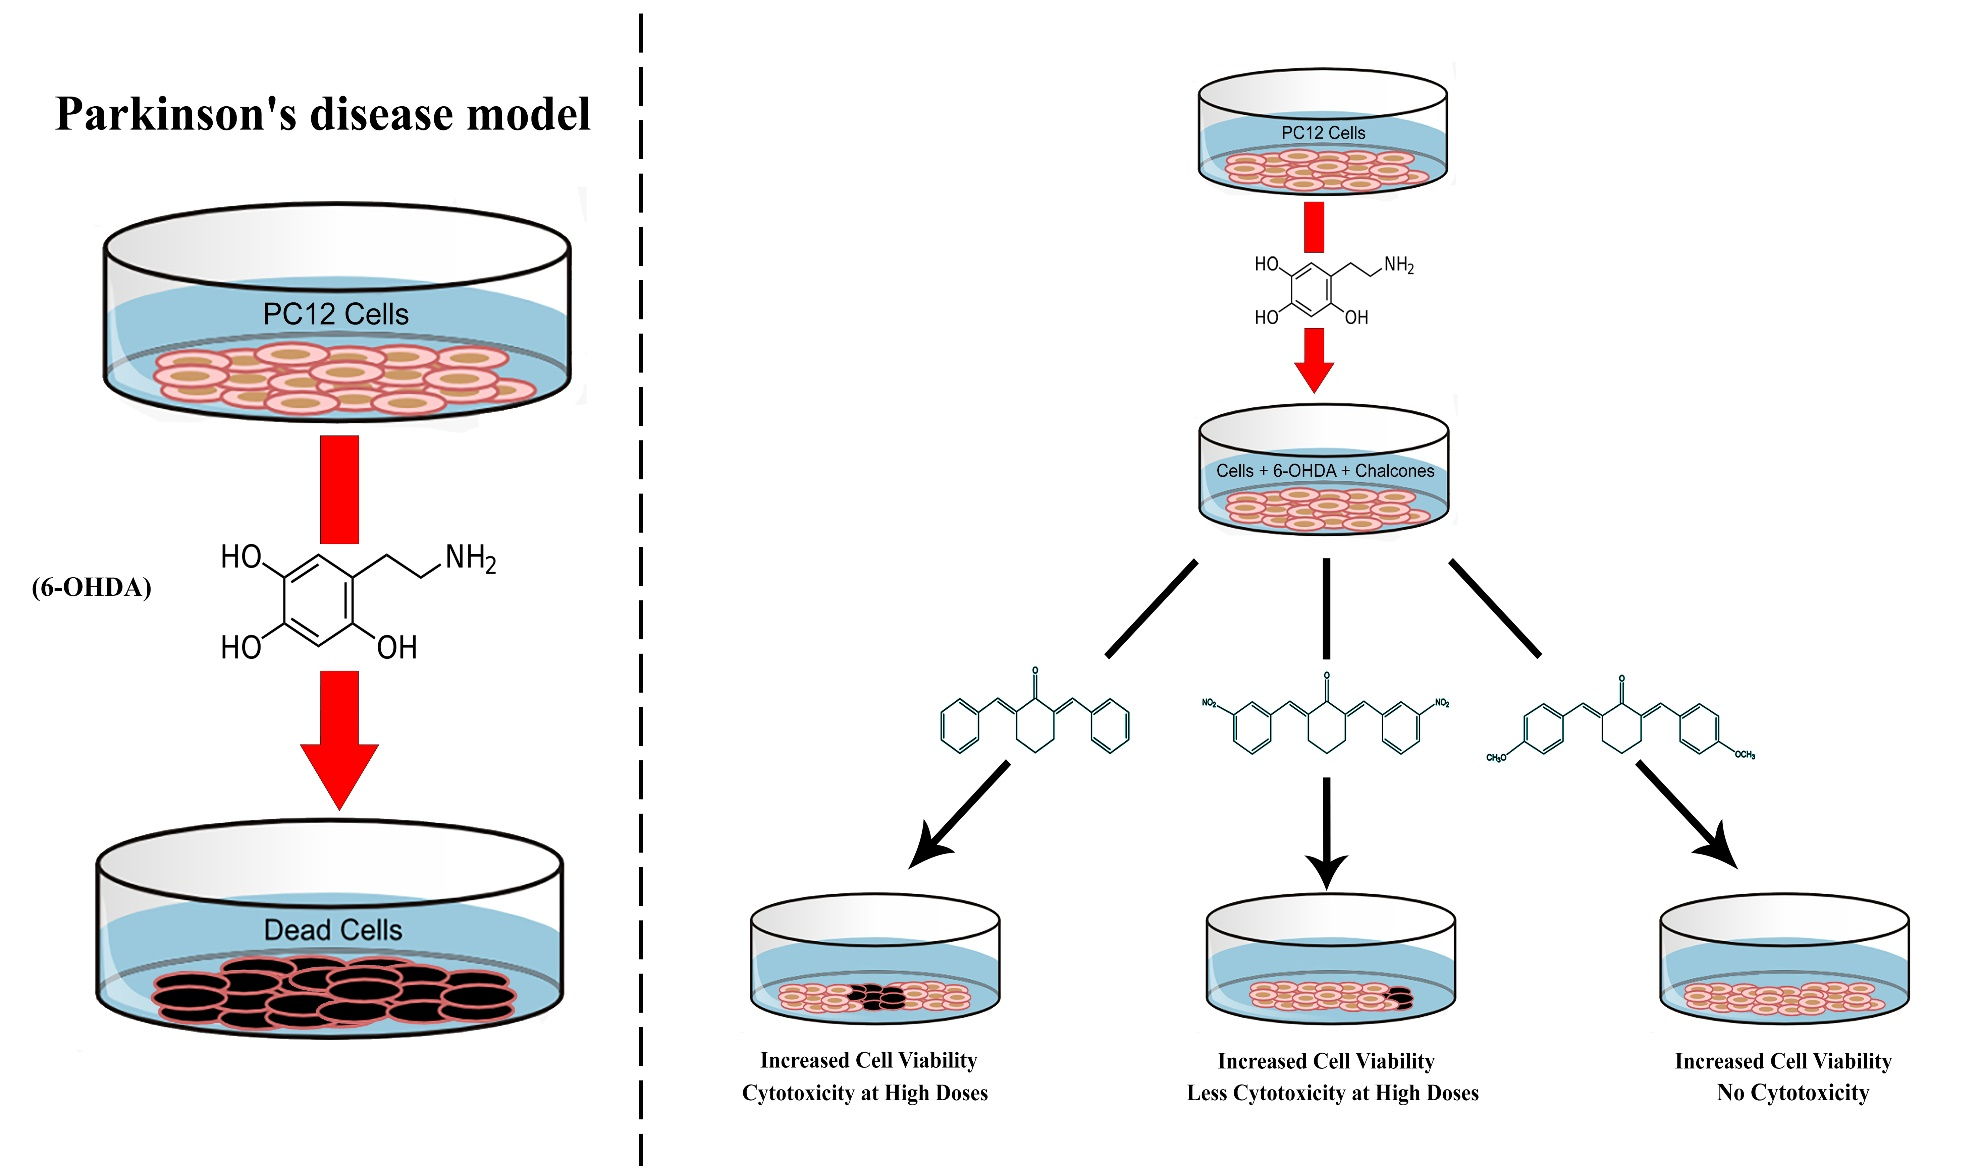 Parkinson's disease model
PC12 Cells
(6-OHDA)
HO
NH2
HO
OH
Dead Cells
PC12 Cells
HO
NH2
HO
OH
Cells + 6-OHDA + Chalcones
O
O
NO2
NO2
O
CH3O
OCH3
Increased Cell Viability
Cytotoxicity at High Doses
Increased Cell Viability
Less Cytotoxicity at High Doses
Increased Cell Viability
No Cytotoxicity